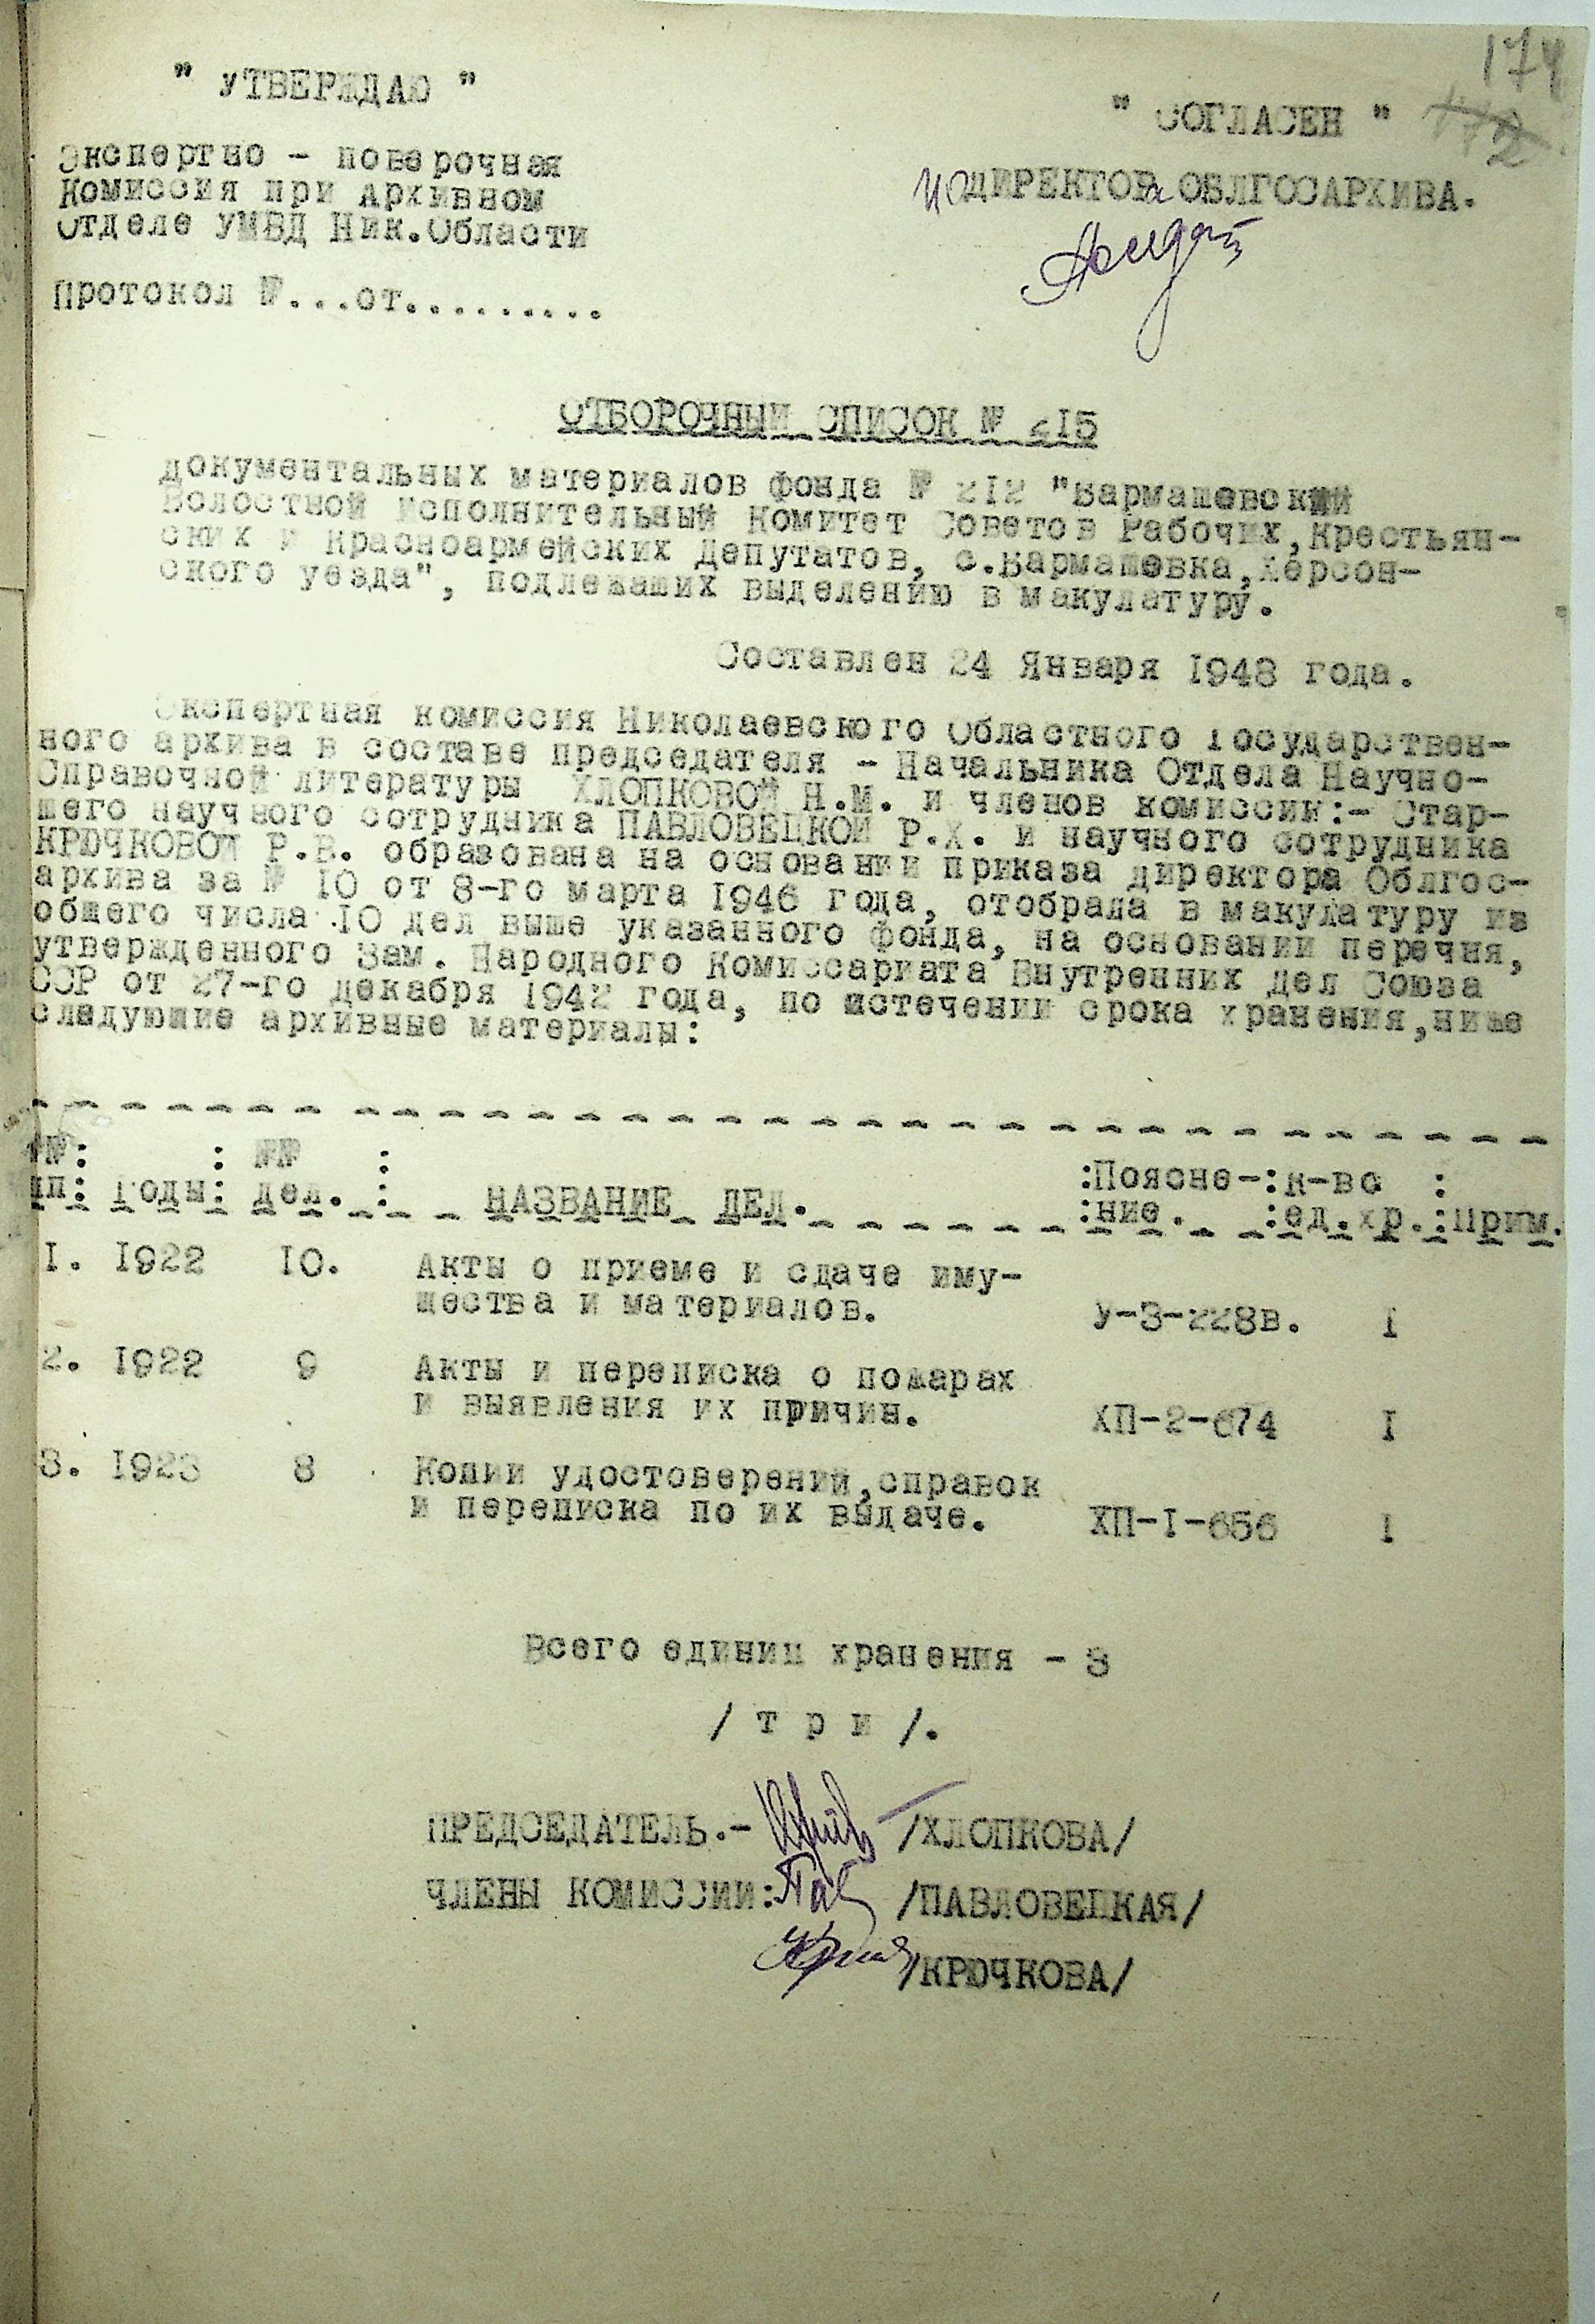 174
172
" УТВЕРЖДАЮ "
Экспертно - поверочная
Комиссия при Архивном
Отделе УМВД Ник.Области
Протокол №...от.........
" СОГЛАСЕН "
ИО ДИРЕКТОРа ОБЛГОСАРХИВА.
ОТБОРОЧНЫЙ СПИСОК № 215
документальных материалов фонда № 212 "Вармашевский
Волостной Исполнительный Комитет Советов Рабочих,Крестьян-
ских и Красноармейских Депутатов, с.Вармашевка,Херсон-
ского уезда", подлежащих выделению в макулатуру.
Составлен 24 Января 1948 года.
Экспертная комиссия Николаевского Областного Государствен-
ного архива в составе председателя - Начальника Отдела Научно-
Справочной литературы ХЛОПКОВОЙ Н.М. и членов комиссии:- Стар-
шего научного сотрудника ПАВЛОВЕЦКОЙ Р.Х. и научного сотрудника
КРЮЧКОВОЙ Р.В. образована на основании приказа директора Облгос-
архива за № 10 от 8-го марта 1946 года, отобрала в макулатуру из
общего числа 10 дел выше указанного фонда, на основании перечня,
утвержденного Зам. Народного Комиссариата Внутренних дел Союза
ССР от 27-го декабря 1942 года, по истечении срока хранения,ниже
следующие архивные материалы:
№№: : №№ : :Поясне-:к-во :
пп: Годы: дел. : НАЗВАНИЕ ДЕЛ. :ние. :ед.хр.:Прим.
1. 1922 10. Акты о приеме и сдаче иму-
щества и материалов. У-3-228в. 1
2. 1922 9 Акты и переписка о пожарах
и выявления их причин. ХП-2-674 1
3. 1923 8 Копии удостоверений,справок
и переписка по их выдаче. ХП-1-656 1
Всего единиц хранения - 3
/ т р и /.
ПРЕДСЕДАТЕЛЬ.- /ХЛОПКОВА/
ЧЛЕНЫ КОМИССИИ: /ПАВЛОВЕЦКАЯ/
/КРЮЧКОВА/